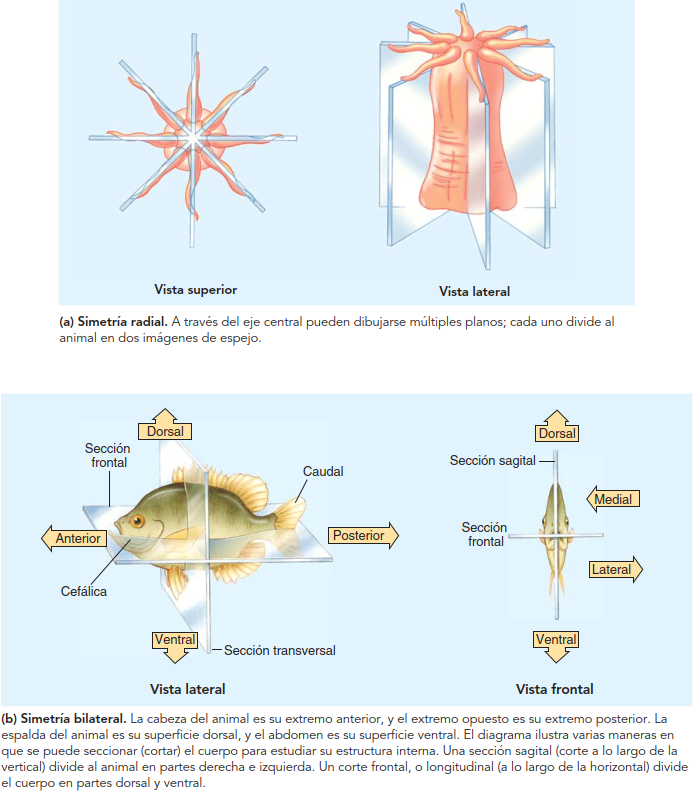 Vista superior
Vista lateral
(a) Simetría radial. A través del eje central pueden dibujarse múltiples planos; cada uno divide al
animal en dos imágenes de espejo.
Dorsal
Sección
frontal
Caudal
Anterior
Posterior
Cefálica
Ventral
Sección transversal
Vista lateral
Dorsal
Sección sagital
Medial
Sección
frontal
Lateral
Ventral
Vista frontal
(b) Simetría bilateral. La cabeza del animal es su extremo anterior, y el extremo opuesto es su extremo posterior. La
espalda del animal es su superficie dorsal, y el abdomen es su superficie ventral. El diagrama ilustra varias maneras en
que se puede seccionar (cortar) el cuerpo para estudiar su estructura interna. Una sección sagital (corte a lo largo de la
vertical) divide al animal en partes derecha e izquierda. Un corte frontal, o longitudinal (a lo largo de la horizontal) divide
el cuerpo en partes dorsal y ventral.